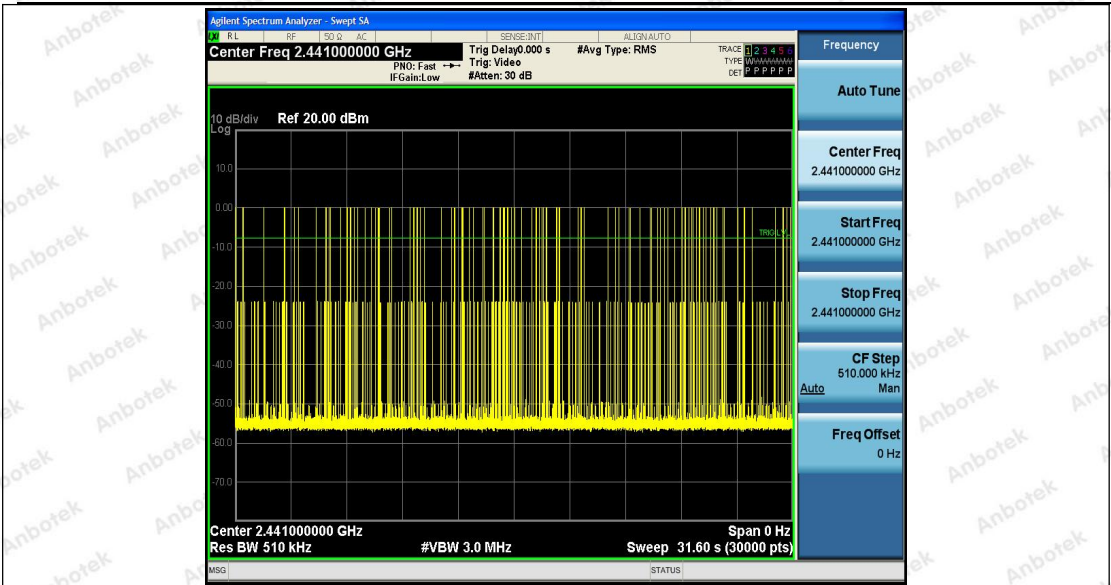 Agilent Spectrum Analyzer - Swept SA
LXI RL RF 50 Ω AC SENSE:INT ALIGNAUTO
Center Freq 2.441000000 GHz
PNO: Fast
IFGain:Low
Trig Delay0.000 s
Trig: Video
#Atten: 30 dB
#Avg Type: RMS
TRACE 1 2 3 4 5 6
TYPE
DET P P P P P P
10 dB/div Ref 20.00 dBm
Log
10.0
0.00
TRIG LV
-10.0
-20.0
-30.0
-40.0
-50.0
-60.0
-70.0
Center 2.441000000 GHz Span 0 Hz
Res BW 510 kHz #VBW 3.0 MHz Sweep 31.60 s (30000 pts)
MSG STATUS
Frequency
Auto Tune
Center Freq
2.441000000 GHz
Start Freq
2.441000000 GHz
Stop Freq
2.441000000 GHz
CF Step
510.000 kHz
Auto Man
Freq Offset
0 Hz
Anbotek